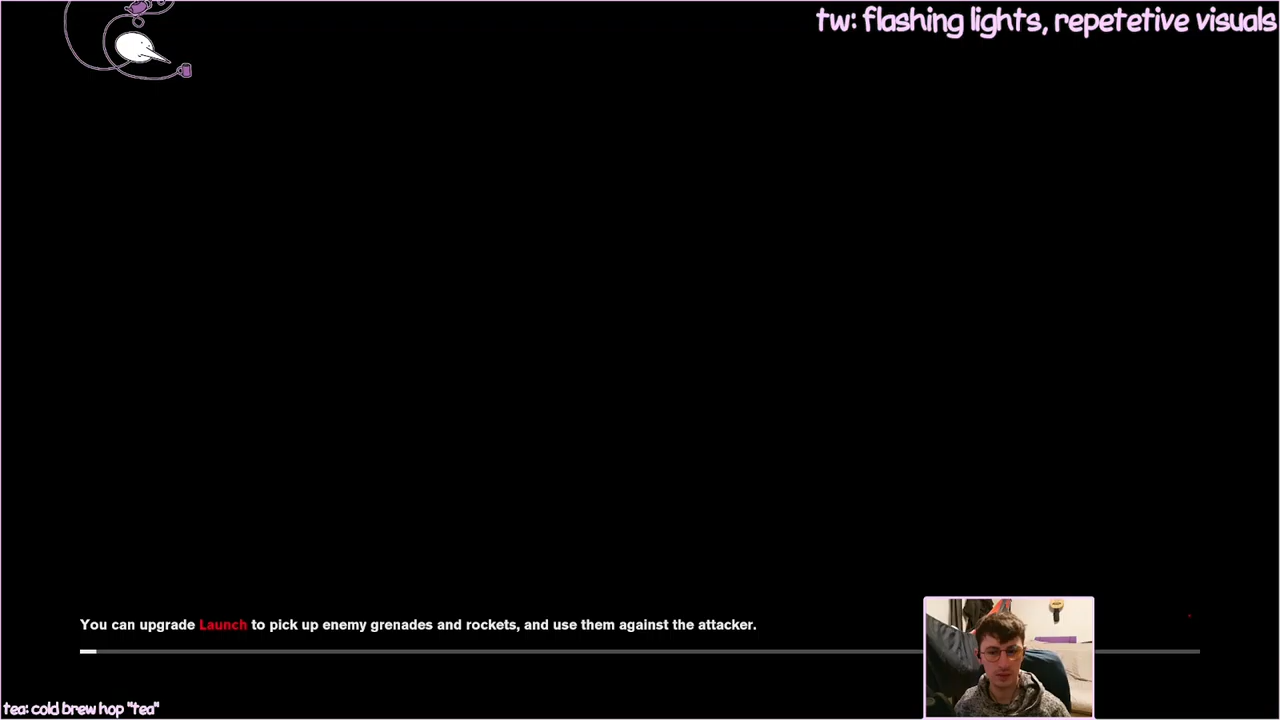 tw: flashing lights, repetetive visuals
You can upgrade Launch to pick up enemy grenades and rockets, and use them against the attacker.
tea: cold brew hop "tea"